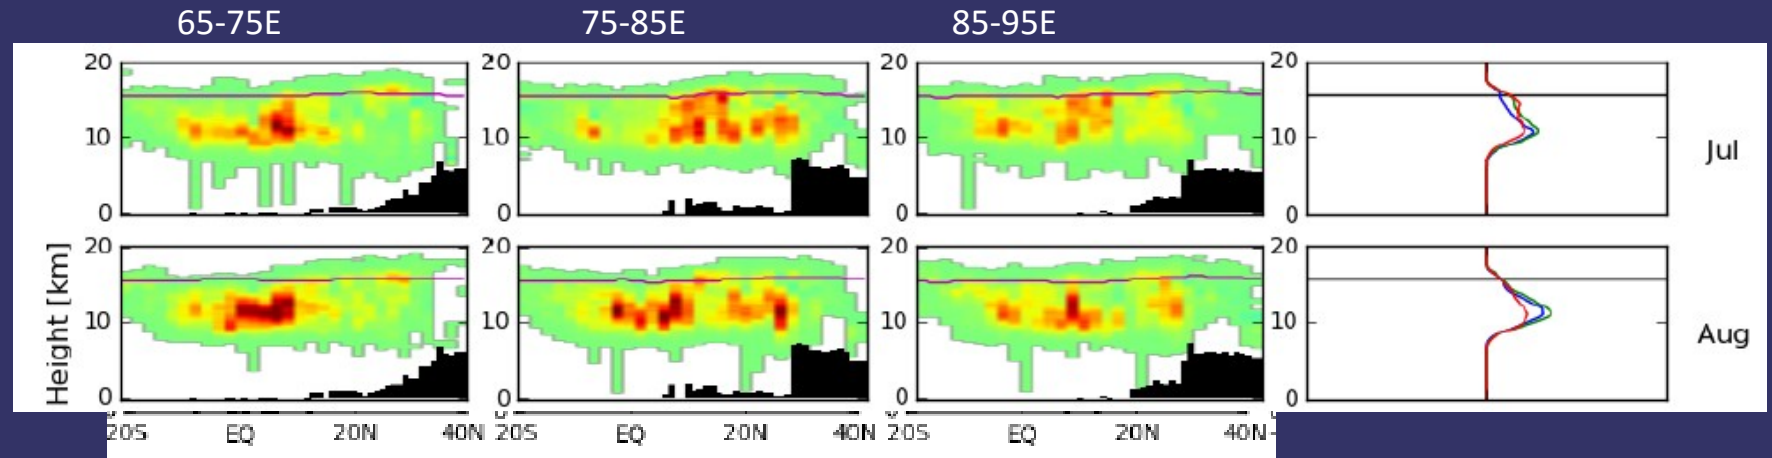 65-75E 75-85E 85-95E
20 20 20 20
10 10 10 10 Jul
0 0 0 0
20 20 20 20
10 10 10 10 Aug
0 0 0 0
Height [km]
20S EQ 20N 40N 20S EQ 20N 40N 20S EQ 20N 40N